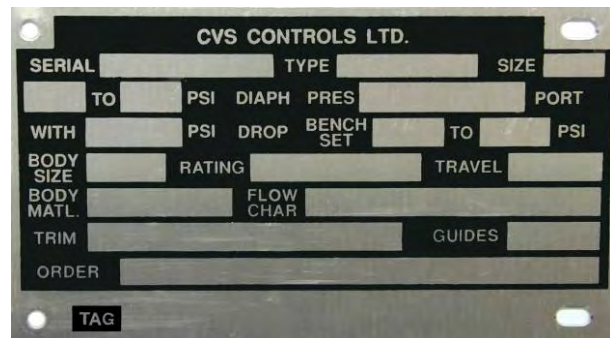 CVS CONTROLS LTD.
SERIAL TYPE SIZE
TO PSI DIAPH PRES PORT
WITH PSI DROP BENCH SET TO PSI
BODY SIZE RATING TRAVEL
BODY MATL. FLOW CHAR
TRIM GUIDES
ORDER
TAG